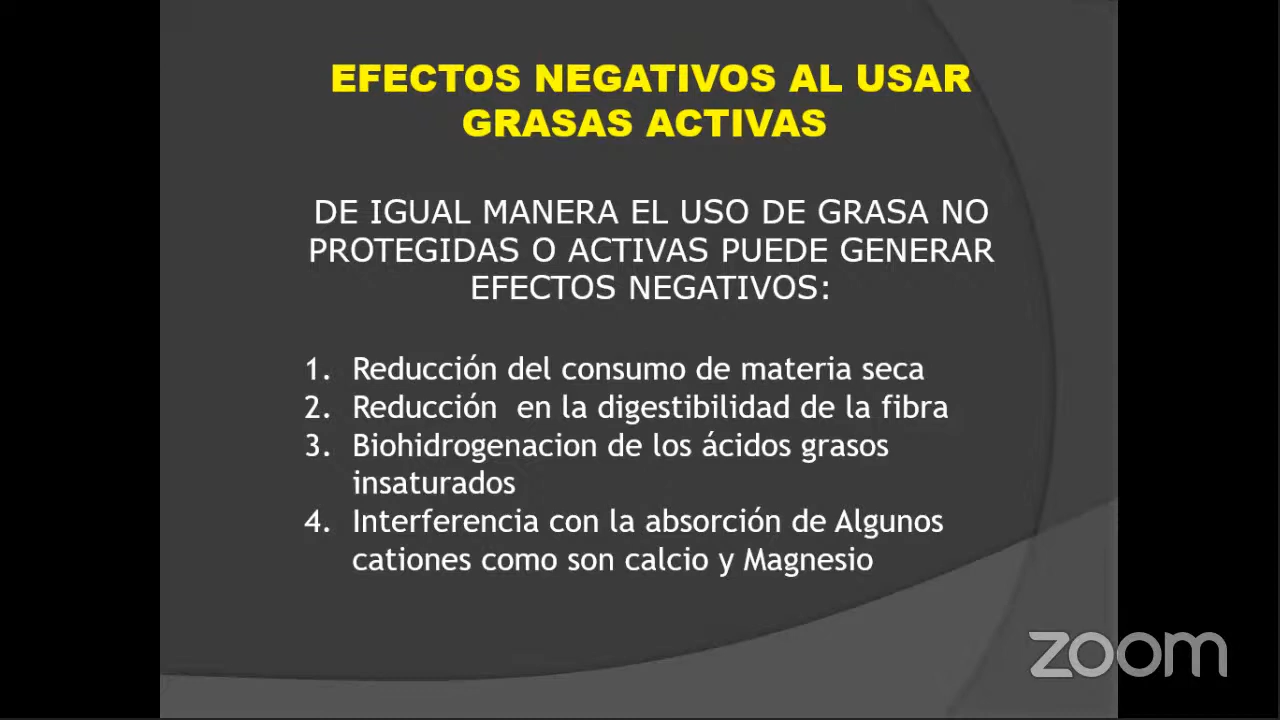 EFECTOS NEGATIVOS AL USAR
GRASAS ACTIVAS
DE IGUAL MANERA EL USO DE GRASA NO
PROTEGIDAS O ACTIVAS PUEDE GENERAR
EFECTOS NEGATIVOS:
1. Reducción del consumo de materia seca
2. Reducción en la digestibilidad de la fibra
3. Biohidrogenacion de los ácidos grasos
insaturados
4. Interferencia con la absorción de Algunos
cationes como son calcio y Magnesio
zoom